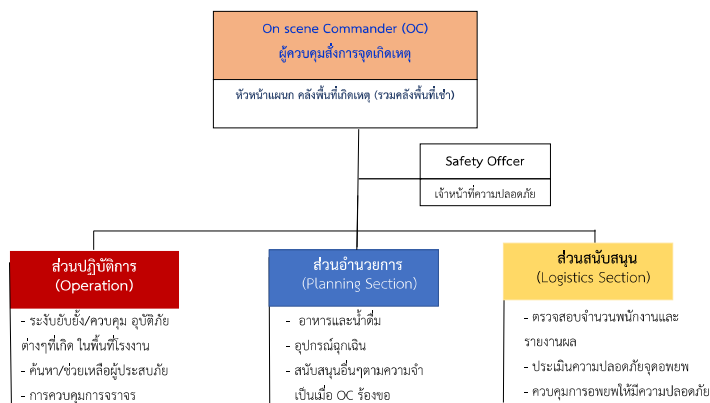 On scene Commander (OC)
ผู้ควบคุมสั่งการจุดเกิดเหตุ
หัวหน้าแผนก คลังพื้นที่เกิดเหตุ (รวมคลังพื้นที่เช่า)
Safety Offcer
เจ้าหน้าที่ความปลอดภัย
ส่วนปฏิบัติการ
(Operation)
- ระงับยับยั้ง/ควบคุม อุบัติภัย
ต่างๆที่เกิด ในพื้นที่โรงงาน
- ค้นหา/ช่วยเหลือผู้ประสบภัย
- การควบคุมการจราจร
ส่วนอำนวยการ
(Planning Section)
- อาหารและน้ำดื่ม
- อุปกรณ์ฉุกเฉิน
- สนับสนุนอื่นๆตามความจำ
เป็นเมื่อ OC ร้องขอ
ส่วนสนับสนุน
(Logistics Section)
- ตรวจสอบจำนวนพนักงานและ
รายงานผล
- ประเมินความปลอดภัยจุดอพยพ
- ควบคุมการอพยพให้มีความปลอดภัย